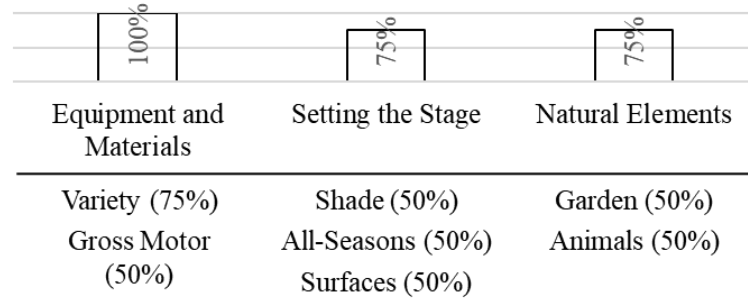 100% 75% 75%
Equipment and Materials
Setting the Stage
Natural Elements
Variety (75%)
Gross Motor (50%)
Shade (50%)
All-Seasons (50%)
Surfaces (50%)
Garden (50%)
Animals (50%)